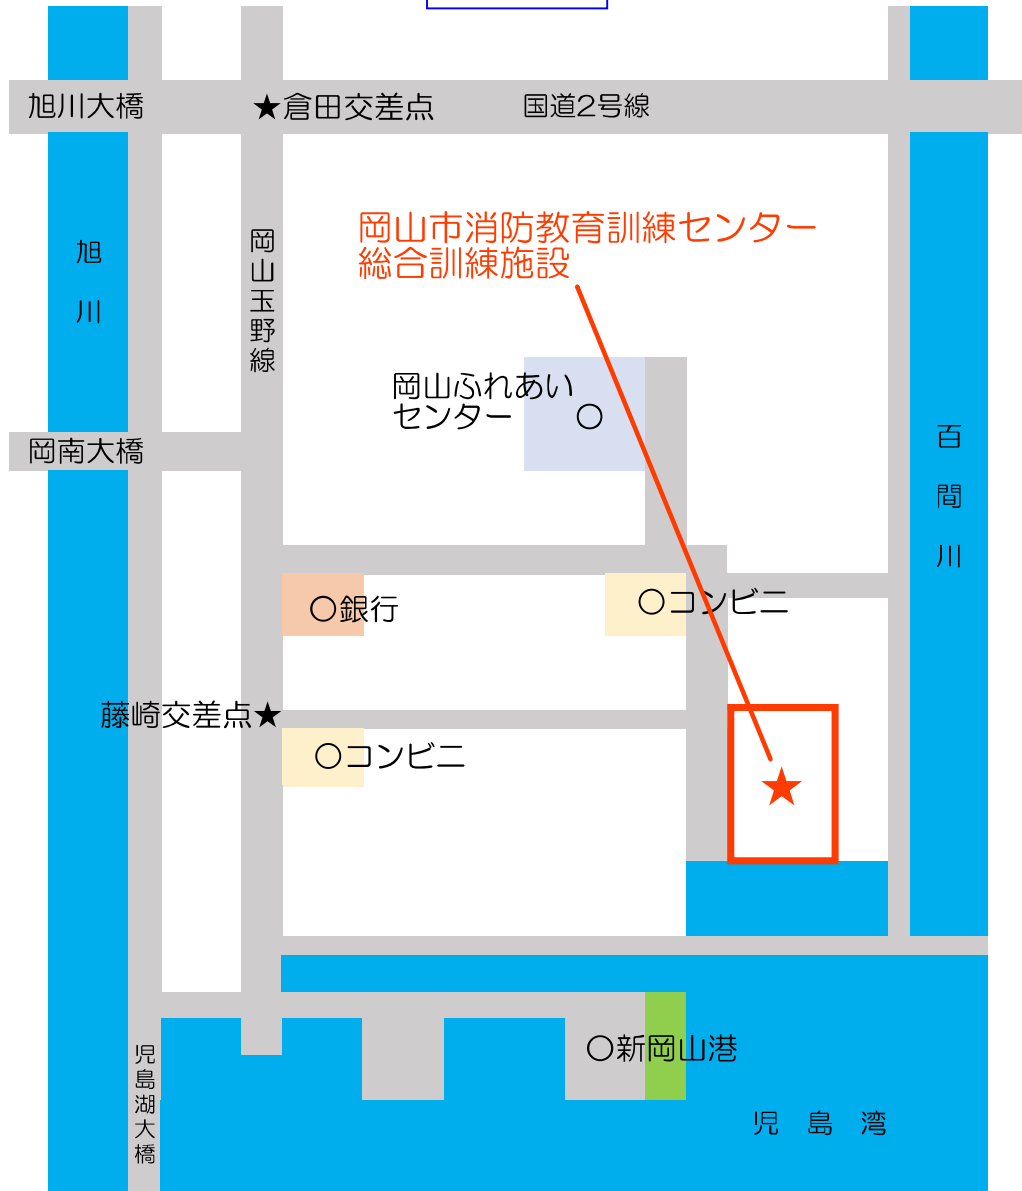 旭川大橋
★倉田交差点
国道2号線
岡山市消防教育訓練センター
総合訓練施設
旭川
岡山玉野線
岡山ふれあい
センター
○
岡南大橋
百間川
○銀行
○コンビニ
藤崎交差点★
○コンビニ
★
○新岡山港
児島湖大橋
児島湾